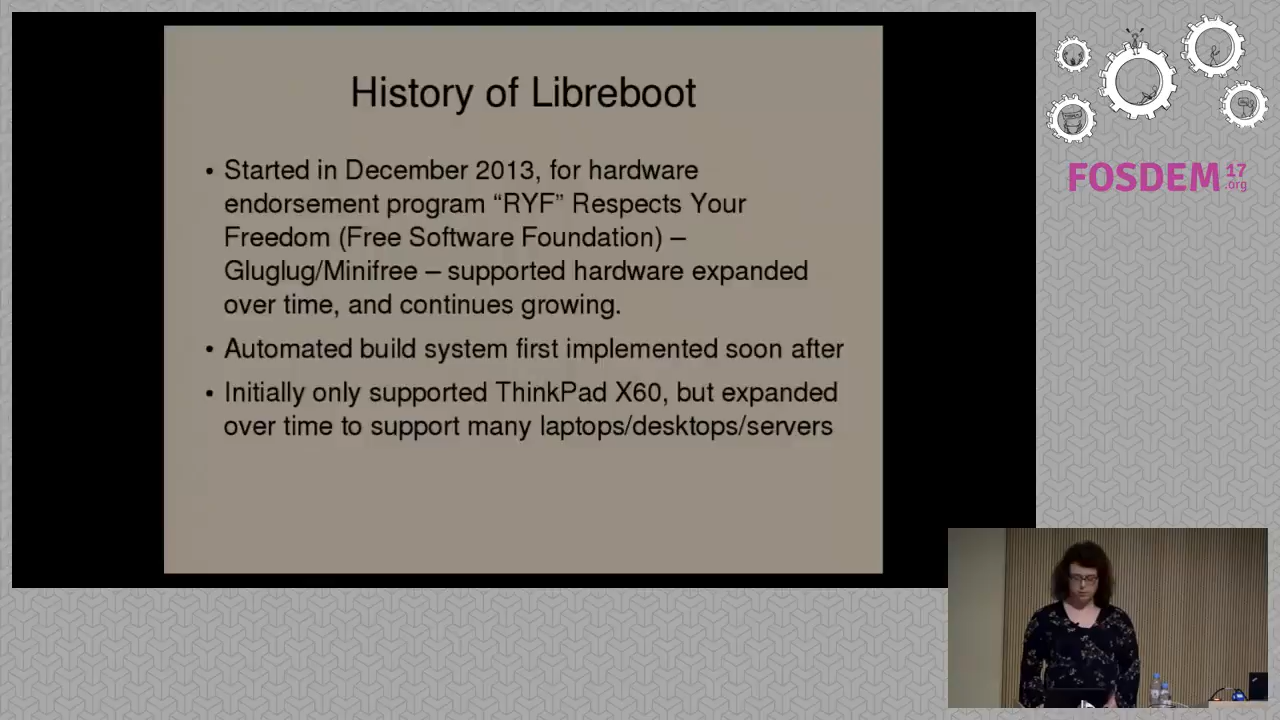 History of Libreboot
• Started in December 2013, for hardware
endorsement program “RYF” Respects Your
Freedom (Free Software Foundation) –
Gluglug/Minifree – supported hardware expanded
over time, and continues growing.
• Automated build system first implemented soon after
• Initially only supported ThinkPad X60, but expanded
over time to support many laptops/desktops/servers
FOSDEM 17
.org